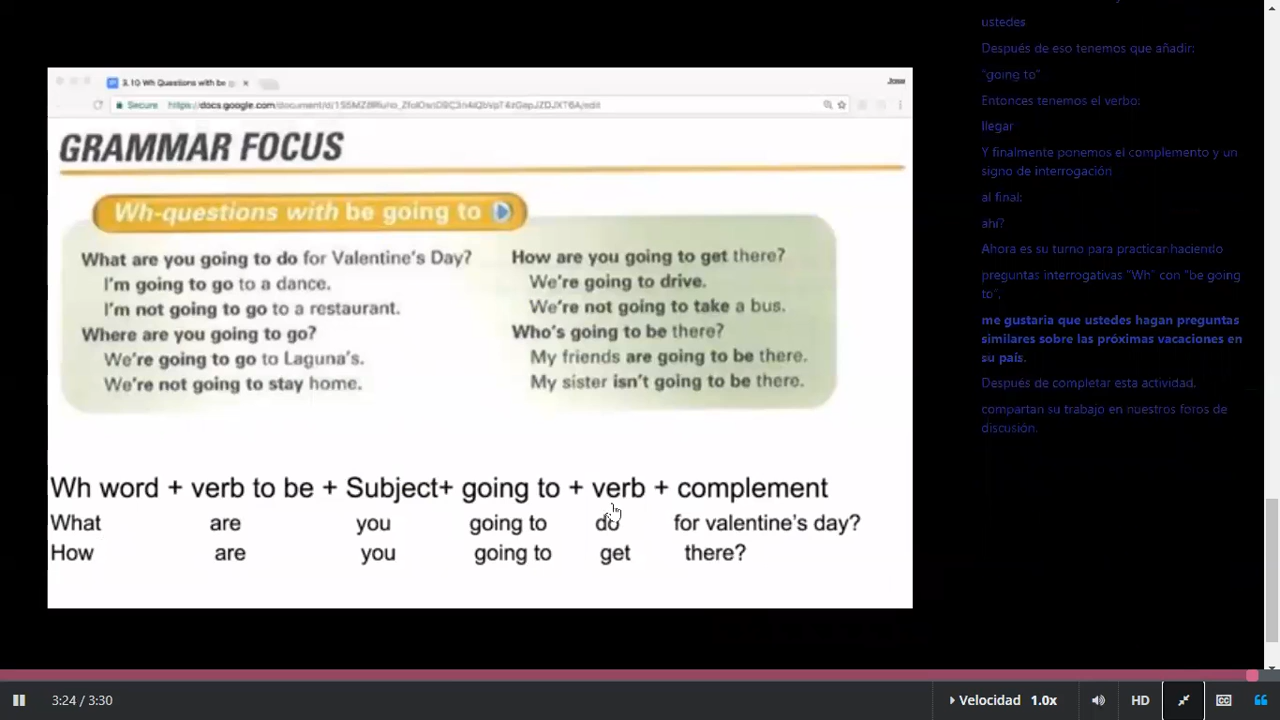 3.10 Wh Questions with be g
Jose
Secure
GRAMMAR FOCUS
Wh-questions with be going to
What are you going to do for Valentine's Day?
I'm going to go to a dance.
I'm not going to go to a restaurant.
Where are you going to go?
We're going to go to Laguna's.
We're not going to stay home.
How are you going to get there?
We're going to drive.
We're not going to take a bus.
Who's going to be there?
My friends are going to be there.
My sister isn't going to be there.
Wh word + verb to be + Subject+ going to + verb + complement
What are you going to do for valentine's day?
How are you going to get there?
ustedes
Después de eso tenemos que añadir:
"going to"
Entonces tenemos el verbo:
llegar
Y finalmente ponemos el complemento y un
signo de interrogación
al final:
ahí?
Ahora es su turno para practicar haciendo
preguntas interrogativas "Wh" con "be going
to",
me gustaria que ustedes hagan preguntas
similares sobre las próximas vacaciones en
su país.
Después de completar esta actividad,
compartan su trabajo en nuestros foros de
discusión.
3:24 / 3:30
Velocidad 1.0x
HD
CC